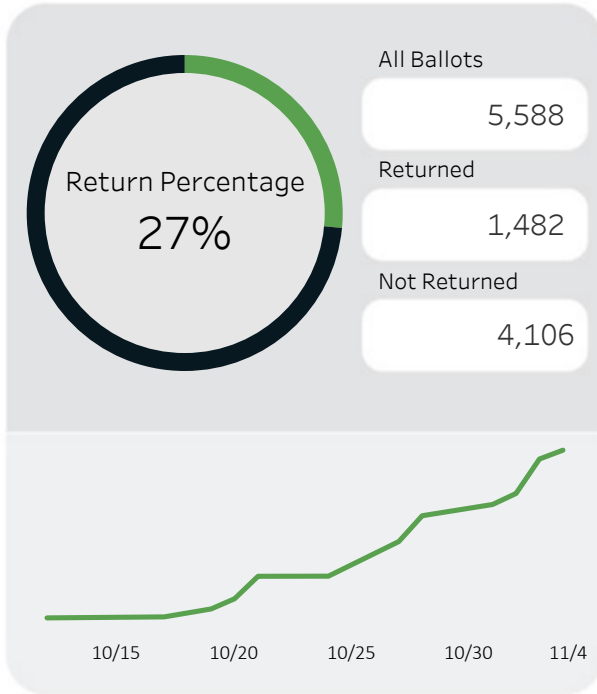 All Ballots
5,588
Return Percentage
27%
Returned
1,482
Not Returned
4,106
10/15 10/20 10/25 10/30 11/4